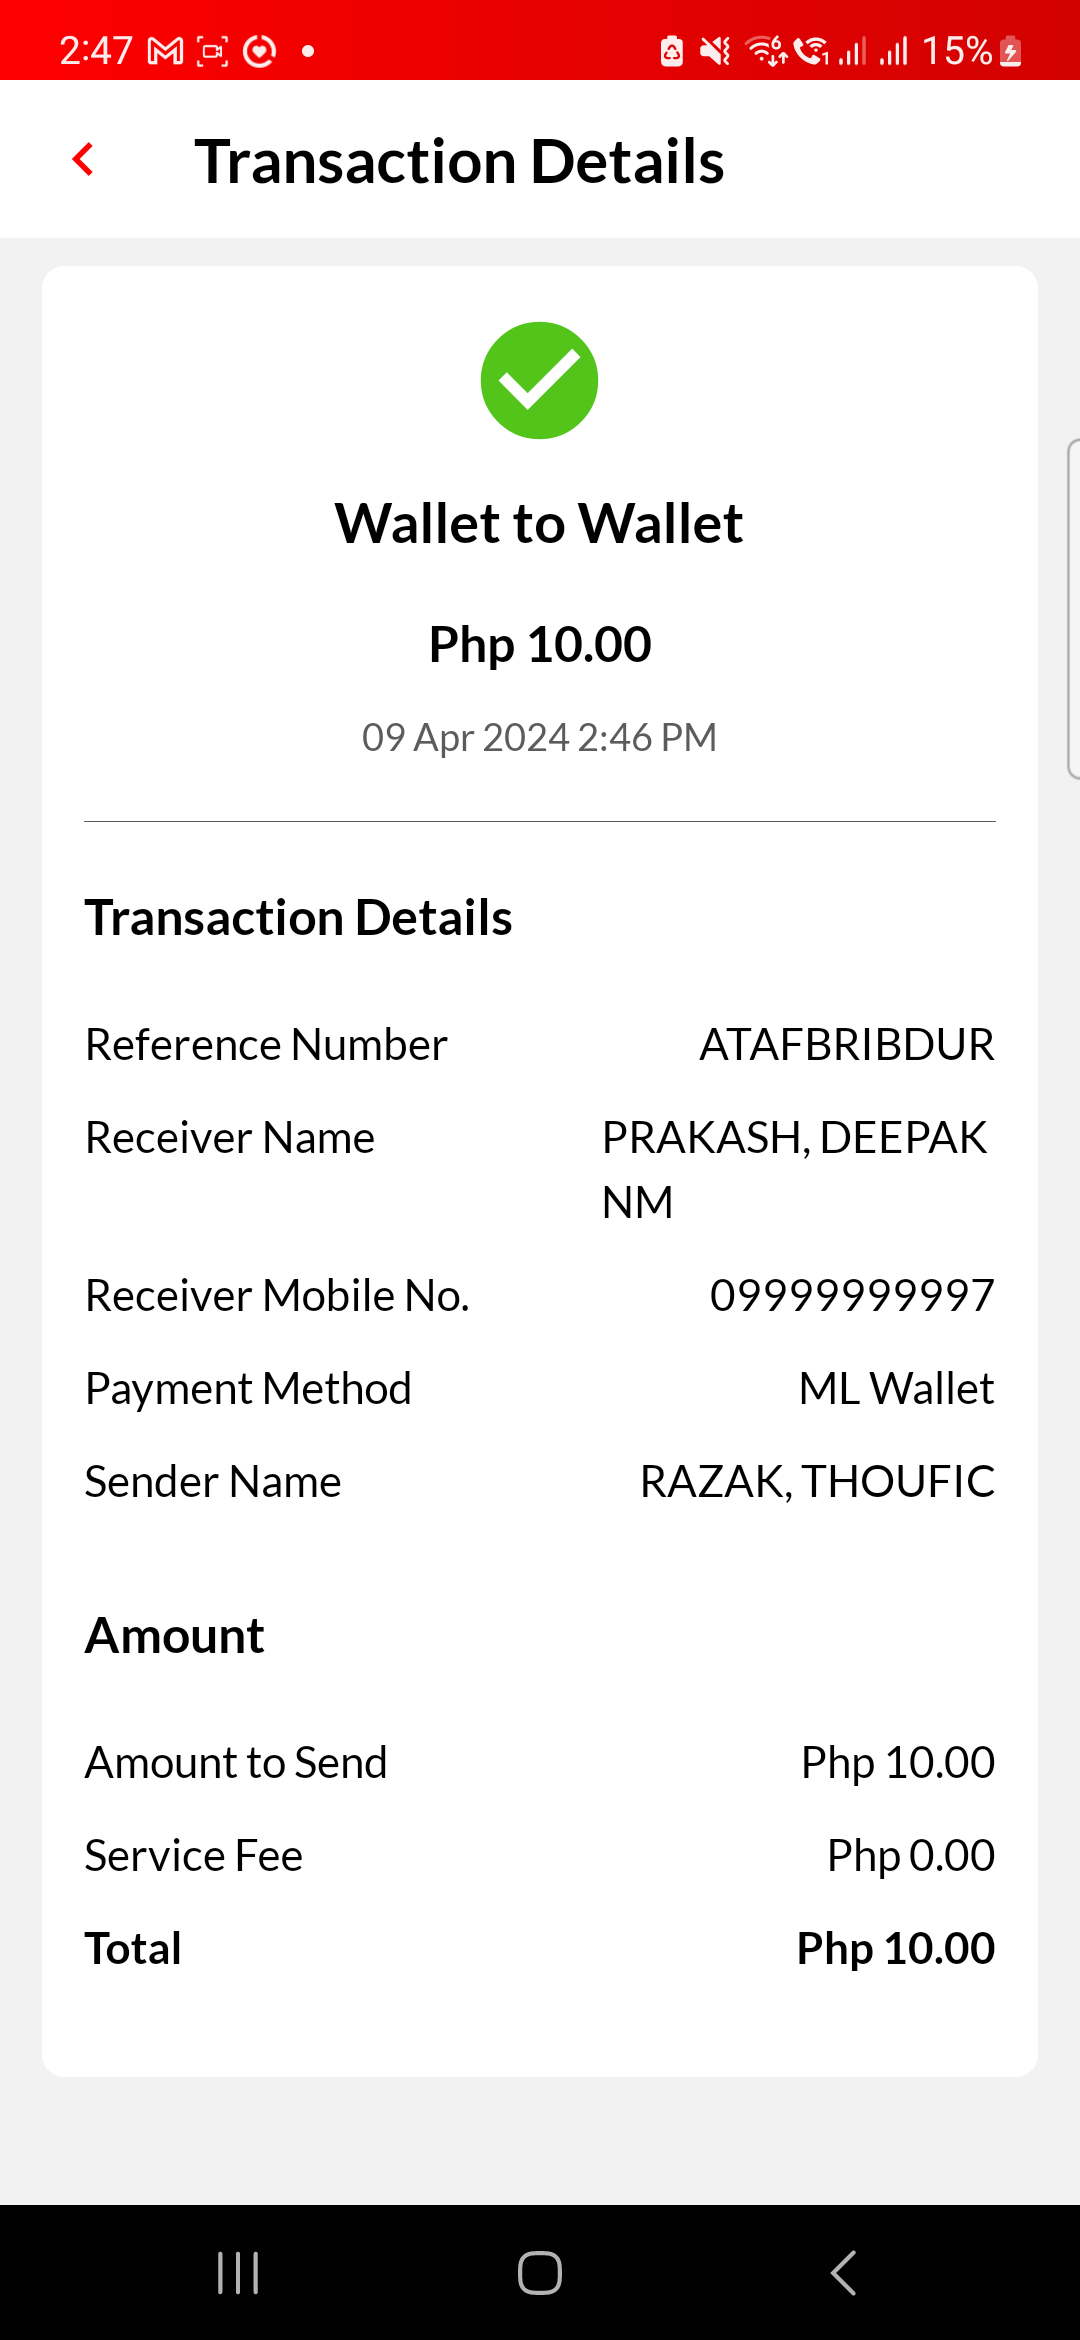 2:47
15%
Transaction Details
Wallet to Wallet
Php 10.00
09 Apr 2024 2:46 PM
Transaction Details
Reference Number ATAFBRIBDUR
Receiver Name PRAKASH, DEEPAK
NM
Receiver Mobile No. 09999999997
Payment Method ML Wallet
Sender Name RAZAK, THOUFIC
Amount
Amount to Send Php 10.00
Service Fee Php 0.00
Total Php 10.00